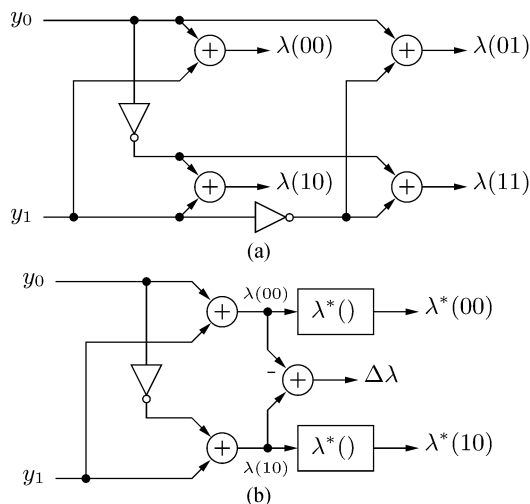 y₀ λ(00) λ(01)
λ(10) λ(11)
y₁
(a)
y₀ λ(00) λ*() λ*(00)
- Δλ
y₁ λ(10) λ*() λ*(10)
(b)